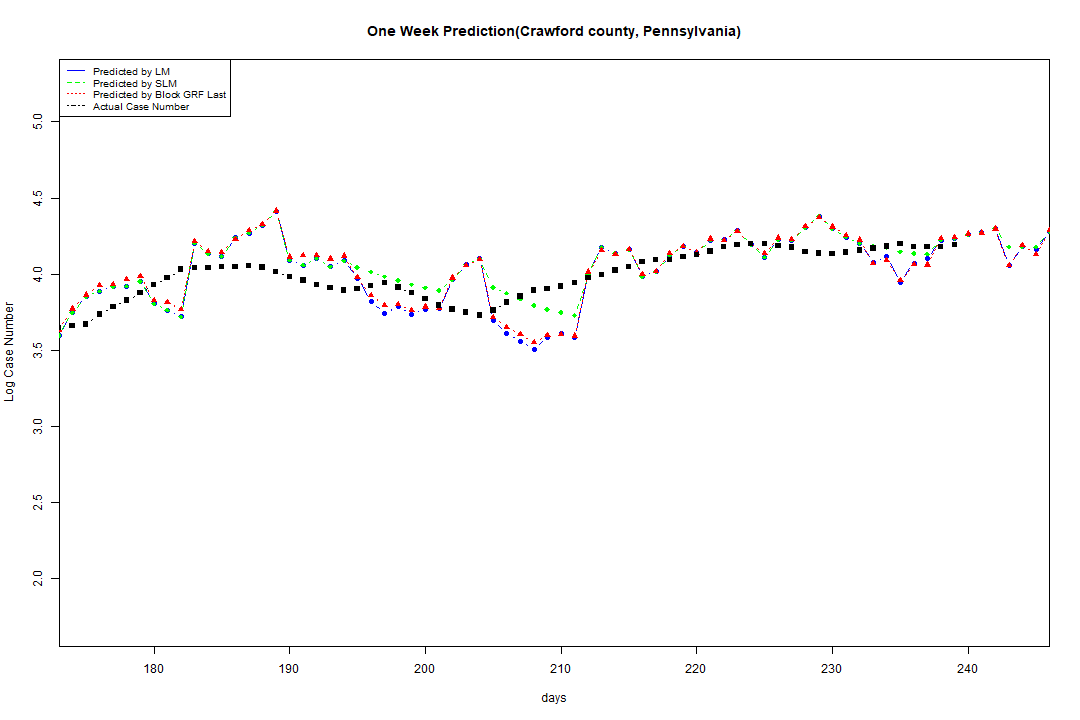 One Week Prediction(Crawford county, Pennsylvania)
Predicted by LM
Predicted by SLM
Predicted by Block GRF Last
Actual Case Number
5.0
4.5
4.0
3.5
3.0
2.5
2.0
Log Case Number
180 190 200 210 220 230 240
days